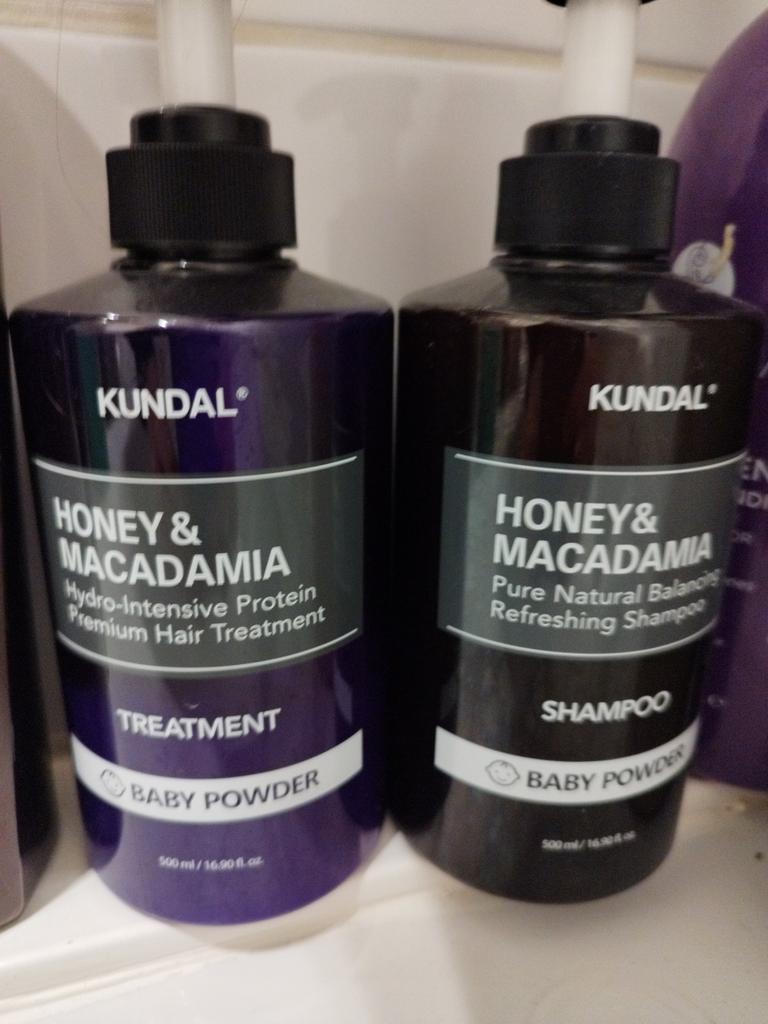 KUNDAL®
HONEY &
MACADAMIA
Hydro-Intensive Protein
Premium Hair Treatment
TREATMENT
BABY POWDER
500 ml / 16.90 fl. oz.
KUNDAL®
HONEY&
MACADAMIA
Pure Natural Balancing
Refreshing Shampoo
SHAMPOO
BABY POWDER
500 ml / 16.90 fl. oz.